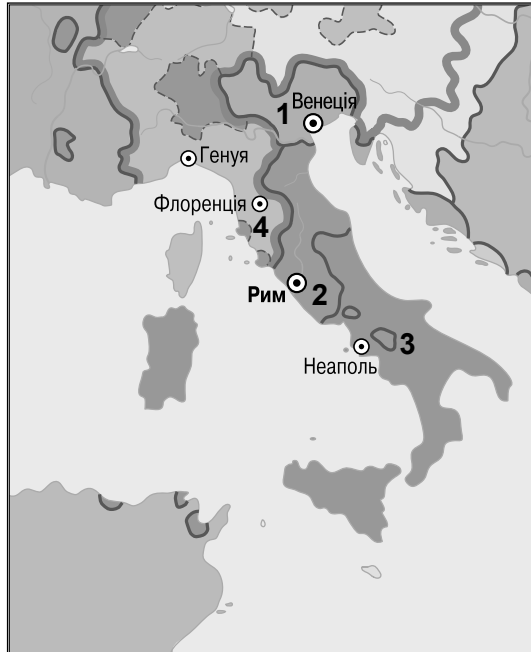 1 Венеція
Генуя
Флоренція
4
Рим 2
3
Неаполь